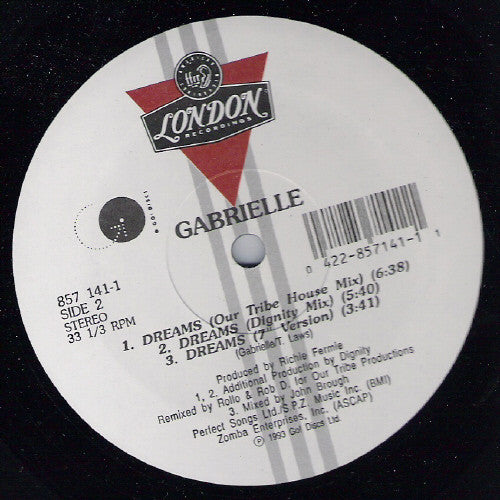 ffrr
LONDON
RECORDINGS
GO! DISCS
GABRIELLE
0 422-857141-1 1
857 141-1
SIDE 2
STEREO
33 1/3 RPM
1. DREAMS (Our Tribe House Mix) (6:38)
2. DREAMS (Dignity Mix) (5:40)
3. DREAMS (7" Version) (3:41)
(Gabrielle/T. Laws)
Produced by Richie Fermie
1, 2. Additional Production by Dignity
Remixed by Rollo & Rob D. for Our Tribe Productions
3. Mixed by John Brough
Perfect Songs Ltd./S.P.Z. Music Inc. (BMI)
Zomba Enterprises, Inc. (ASCAP)
℗ 1993 Go! Discs Ltd.